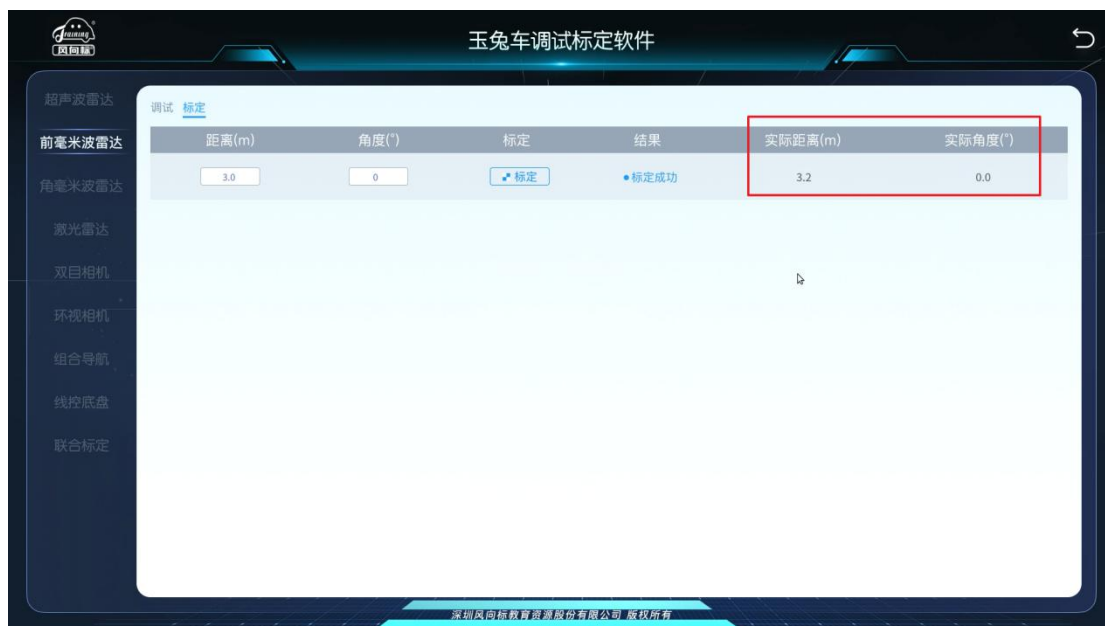 Training
风向标
玉兔车调试标定软件
超声波雷达
前毫米波雷达
角毫米波雷达
激光雷达
双目相机
环视相机
组合导航
线控底盘
联合标定
调试 标定
距离(m) 角度(°) 标定 结果 实际距离(m) 实际角度(°)
3.0 0 标定 标定成功 3.2 0.0
深圳风向标教育资源股份有限公司 版权所有